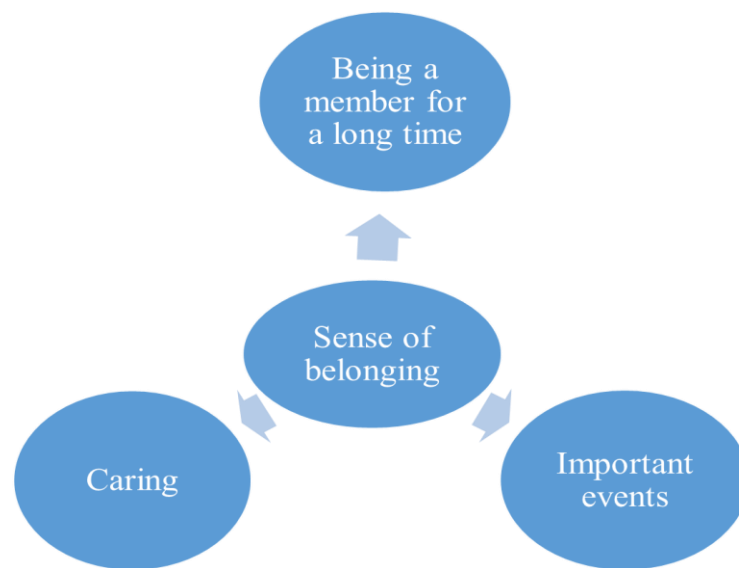 Being a
member for
a long time
Sense of
belonging
Caring
Important
events